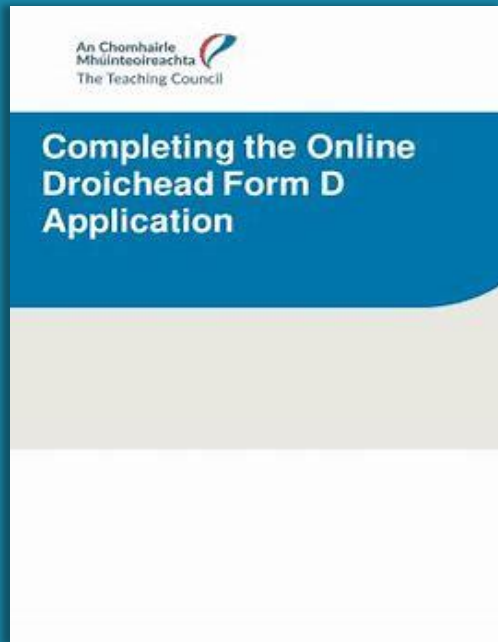 An Chomhairle
Mhúinteoireachta
The Teaching Council
Completing the Online
Droichead Form D
Application